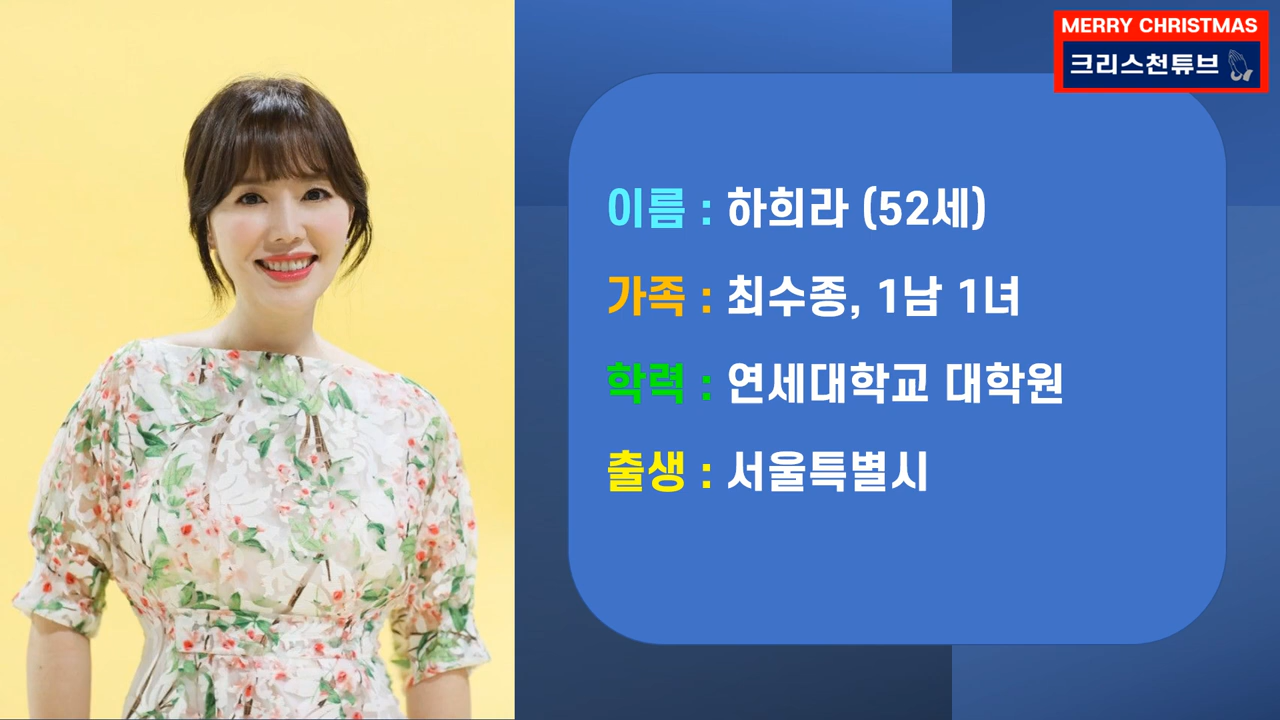 MERRY CHRISTMAS
크리스천튜브
이름 : 하희라 (52세)
가족 : 최수종, 1남 1녀
학력 : 연세대학교 대학원
출생 : 서울특별시